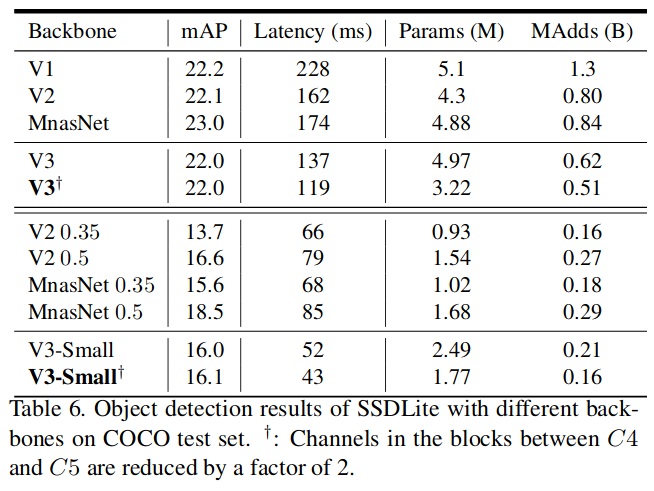 Backbone mAP Latency (ms) Params (M) MAdds (B)
V1 22.2 228 5.1 1.3
V2 22.1 162 4.3 0.80
MnasNet 23.0 174 4.88 0.84
V3 22.0 137 4.97 0.62
V3† 22.0 119 3.22 0.51
V2 0.35 13.7 66 0.93 0.16
V2 0.5 16.6 79 1.54 0.27
MnasNet 0.35 15.6 68 1.02 0.18
MnasNet 0.5 18.5 85 1.68 0.29
V3-Small 16.0 52 2.49 0.21
V3-Small† 16.1 43 1.77 0.16
Table 6. Object detection results of SSDLite with different back-
bones on COCO test set. †: Channels in the blocks between C4
and C5 are reduced by a factor of 2.